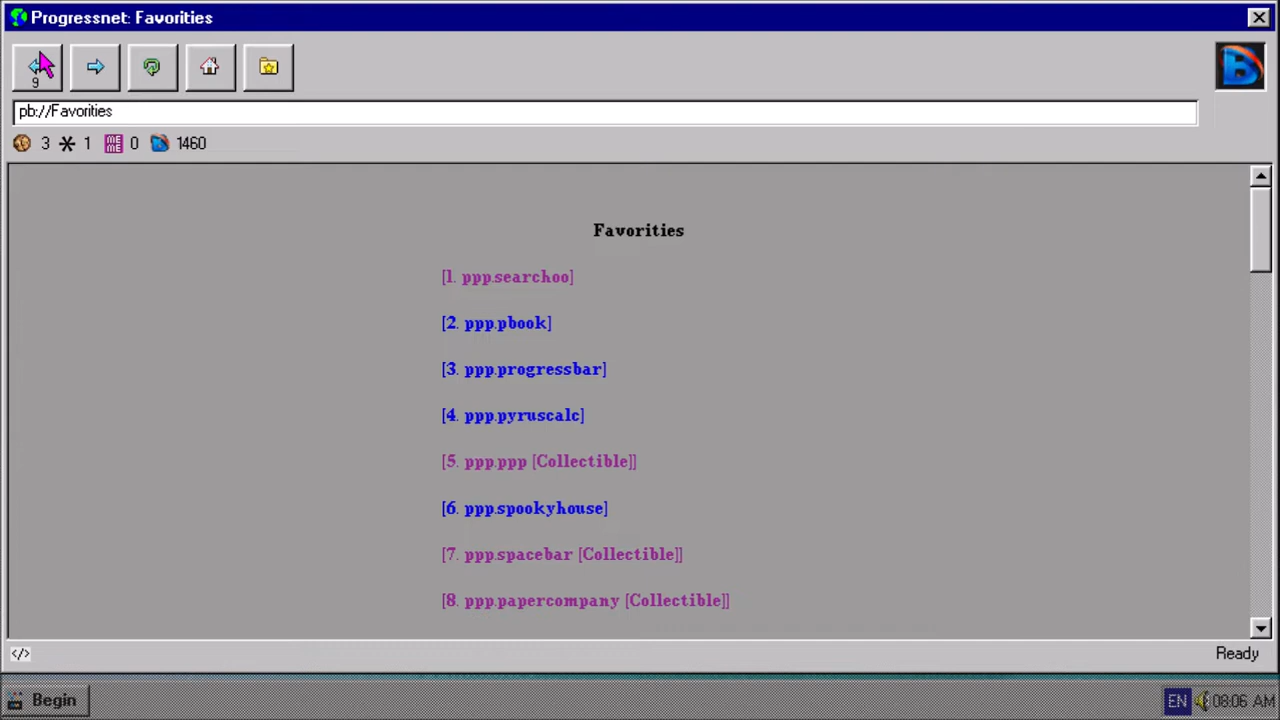 Progressnet: Favorities
9
pb://Favorities
3 1 ME ME 0 1460
Favorities
[1. ppp.searchoo]
[2. ppp.pbook]
[3. ppp.progressbar]
[4. ppp.pyruscalc]
[5. ppp.ppp [Collectible]]
[6. ppp.spookyhouse]
[7. ppp.spacebar [Collectible]]
[8. ppp.papercompany [Collectible]]
</> Ready
Begin EN 08:06 AM